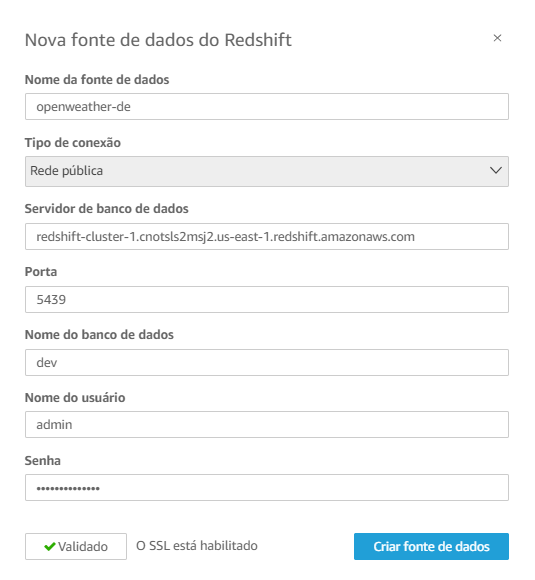 Nova fonte de dados do Redshift
Nome da fonte de dados
openweather-de
Tipo de conexão
Rede pública
Servidor de banco de dados
redshift-cluster-1.cnotsls2msj2.us-east-1.redshift.amazonaws.com
Porta
5439
Nome do banco de dados
dev
Nome do usuário
admin
Senha
••••••••••••••
Validado O SSL está habilitado Criar fonte de dados